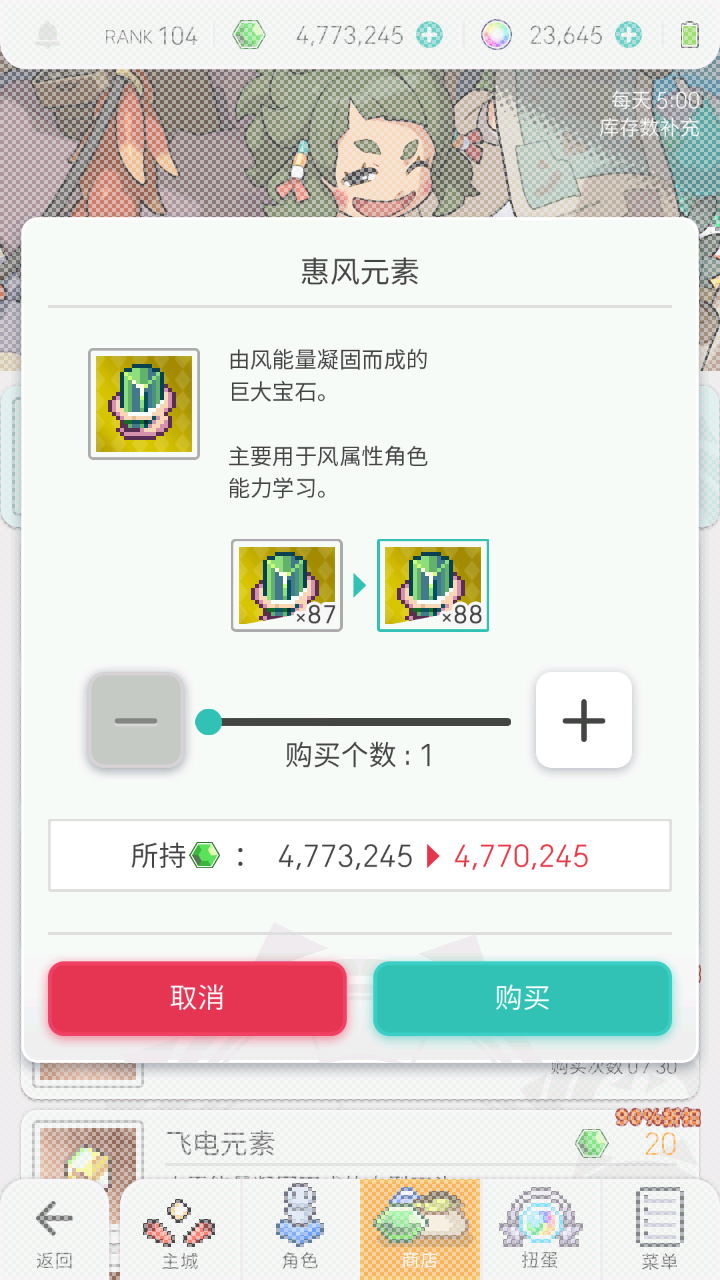 RANK 104
4,773,245
23,645
每天 5:00
库存数补充
惠风元素
由风能量凝固而成的
巨大宝石。
主要用于风属性角色
能力学习。
×87
×88
购买个数 : 1
所持 : 4,773,245 4,770,245
取消
购买
购买次数 0 / 30
90%折扣
飞电元素
20
返回
主城
角色
商店
扭蛋
菜单